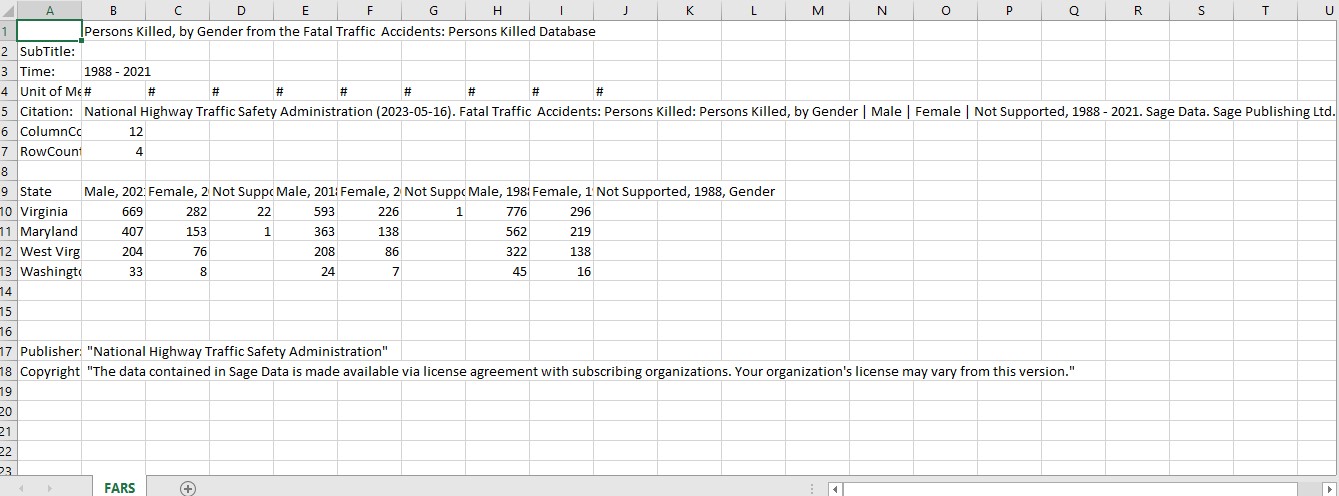 A B C D E F G H I J K L M N O P Q R S T U
1 Persons Killed, by Gender from the Fatal Traffic Accidents: Persons Killed Database
2 SubTitle:
3 Time: 1988 - 2021
4 Unit of Me # # # # # # # # #
5 Citation: National Highway Traffic Safety Administration (2023-05-16). Fatal Traffic Accidents: Persons Killed: Persons Killed, by Gender | Male | Female | Not Supported, 1988 - 2021. Sage Data. Sage Publishing Ltd.
6 ColumnCo 12
7 RowCount 4
8
9 State Male, 202 Female, 2 Not Suppo Male, 201 Female, 2 Not Suppo Male, 198 Female, 1 Not Supported, 1988, Gender
10 Virginia 669 282 22 593 226 1 776 296
11 Maryland 407 153 1 363 138 562 219
12 West Virg 204 76 208 86 322 138
13 Washingto 33 8 24 7 45 16
14
15
16
17 Publisher: "National Highway Traffic Safety Administration"
18 Copyright "The data contained in Sage Data is made available via license agreement with subscribing organizations. Your organization's license may vary from this version."
19
20
21
22
23
FARS